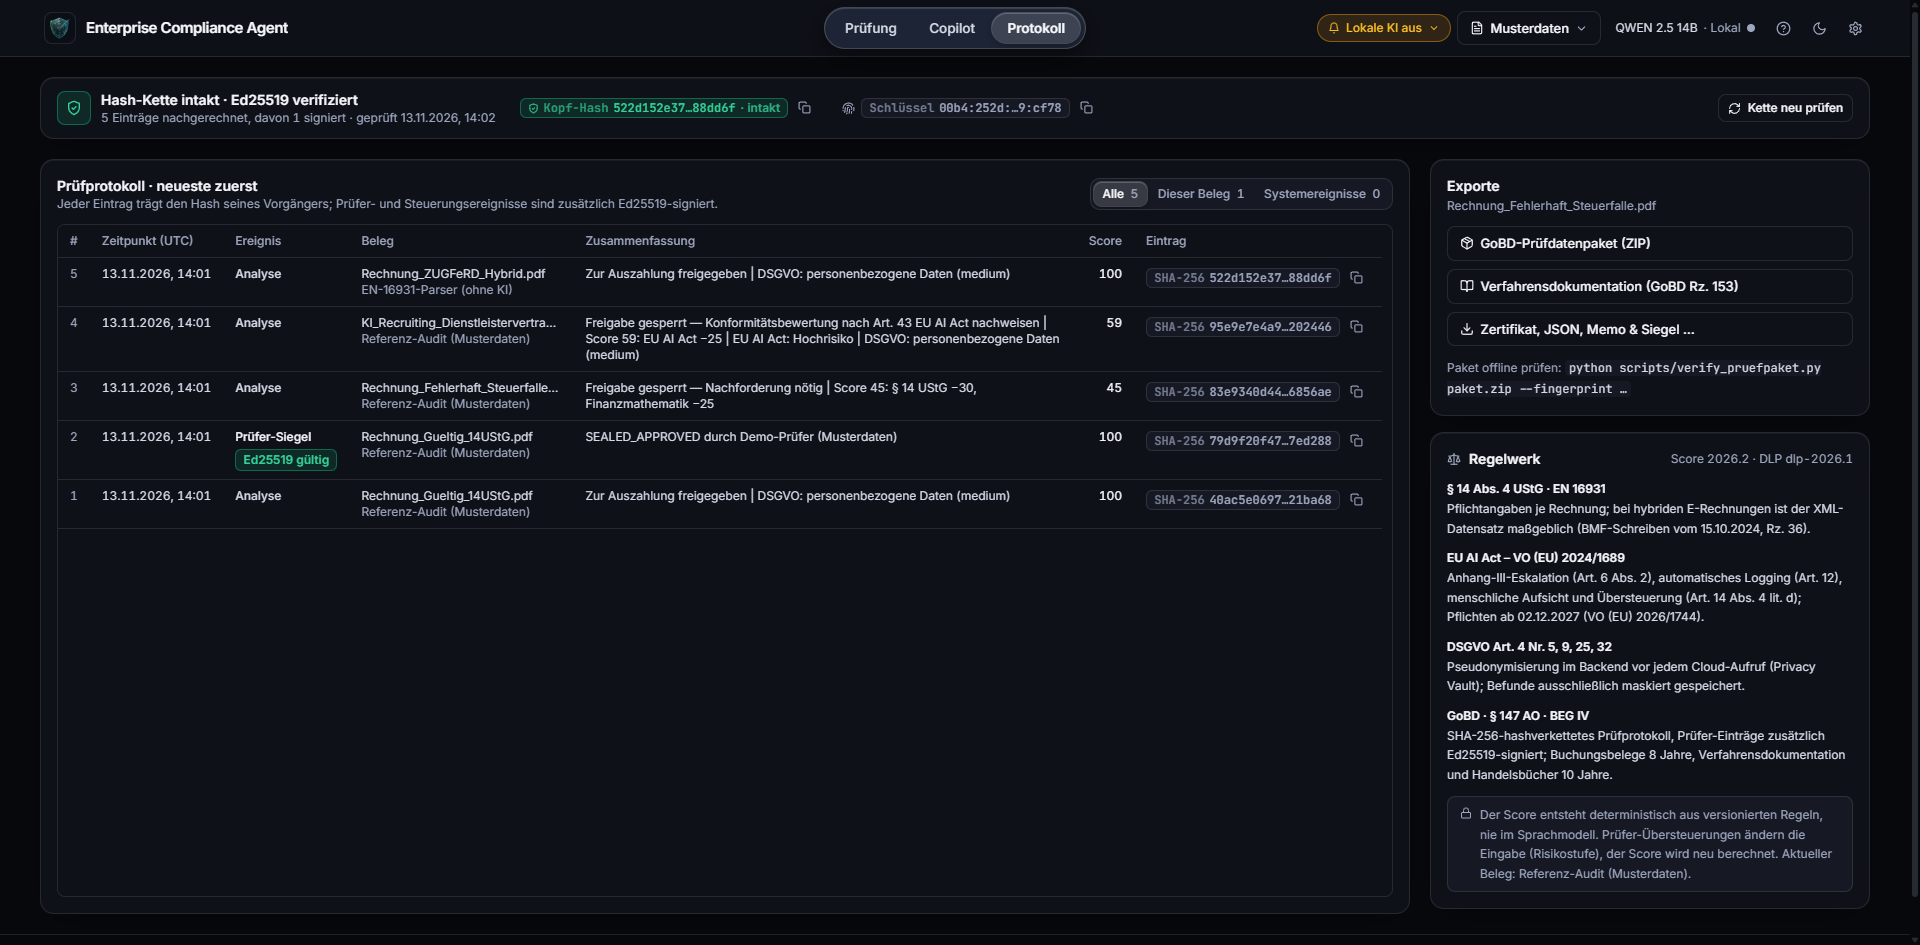 Enterprise Compliance Agent
Prüfung
Copilot
Protokoll
Lokale KI aus
Musterdaten
QWEN 2.5 14B · Lokal
Hash-Kette intakt · Ed25519 verifiziert
5 Einträge nachgerechnet, davon 1 signiert · geprüft 13.11.2026, 14:02
Kopf-Hash 522d152e37…88dd6f · intakt
Schlüssel 00b4:252d:…9:cf78
Kette neu prüfen
Prüfprotokoll · neueste zuerst
Jeder Eintrag trägt den Hash seines Vorgängers; Prüfer- und Steuerungsereignisse sind zusätzlich Ed25519-signiert.
Alle 5
Dieser Beleg 1
Systemereignisse 0
# Zeitpunkt (UTC) Ereignis Beleg Zusammenfassung Score Eintrag
5 13.11.2026, 14:01 Analyse Rechnung_ZUGFeRD_Hybrid.pdf Zur Auszahlung freigegeben | DSGVO: personenbezogene Daten (medium) 100 SHA-256 522d152e37…88dd6f
EN-16931-Parser (ohne KI)
4 13.11.2026, 14:01 Analyse KI_Recruiting_Dienstleistervertra… Freigabe gesperrt — Konformitätsbewertung nach Art. 43 EU AI Act nachweisen | 59 SHA-256 95e9e7e4a9…202446
Referenz-Audit (Musterdaten) Score 59: EU AI Act −25 | EU AI Act: Hochrisiko | DSGVO: personenbezogene Daten
(medium)
3 13.11.2026, 14:01 Analyse Rechnung_Fehlerhaft_Steuerfalle… Freigabe gesperrt — Nachforderung nötig | Score 45: § 14 UStG −30, 45 SHA-256 83e9340d44…6856ae
Referenz-Audit (Musterdaten) Finanzmathematik −25
2 13.11.2026, 14:01 Prüfer-Siegel Rechnung_Gueltig_14UStG.pdf SEALED_APPROVED durch Demo-Prüfer (Musterdaten) 100 SHA-256 79d9f20f47…7ed288
Ed25519 gültig Referenz-Audit (Musterdaten)
1 13.11.2026, 14:01 Analyse Rechnung_Gueltig_14UStG.pdf Zur Auszahlung freigegeben | DSGVO: personenbezogene Daten (medium) 100 SHA-256 40ac5e0697…21ba68
Referenz-Audit (Musterdaten)
Exporte
Rechnung_Fehlerhaft_Steuerfalle.pdf
GoBD-Prüfdatenpaket (ZIP)
Verfahrensdokumentation (GoBD Rz. 153)
Zertifikat, JSON, Memo & Siegel ...
Paket offline prüfen: python scripts/verify_pruefpaket.py
paket.zip --fingerprint …
Regelwerk
Score 2026.2 · DLP dlp-2026.1
§ 14 Abs. 4 UStG · EN 16931
Pflichtangaben je Rechnung; bei hybriden E-Rechnungen ist der XML-
Datensatz maßgeblich (BMF-Schreiben vom 15.10.2024, Rz. 36).
EU AI Act – VO (EU) 2024/1689
Anhang-III-Eskalation (Art. 6 Abs. 2), automatisches Logging (Art. 12),
menschliche Aufsicht und Übersteuerung (Art. 14 Abs. 4 lit. d);
Pflichten ab 02.12.2027 (VO (EU) 2026/1744).
DSGVO Art. 4 Nr. 5, 9, 25, 32
Pseudonymisierung im Backend vor jedem Cloud-Aufruf (Privacy
Vault); Befunde ausschließlich maskiert gespeichert.
GoBD · § 147 AO · BEG IV
SHA-256-hashverkettetes Prüfprotokoll, Prüfer-Einträge zusätzlich
Ed25519-signiert; Buchungsbelege 8 Jahre, Verfahrensdokumentation
und Handelsbücher 10 Jahre.
Der Score entsteht deterministisch aus versionierten Regeln,
nie im Sprachmodell. Prüfer-Übersteuerungen ändern die
Eingabe (Risikostufe), der Score wird neu berechnet. Aktueller
Beleg: Referenz-Audit (Musterdaten).